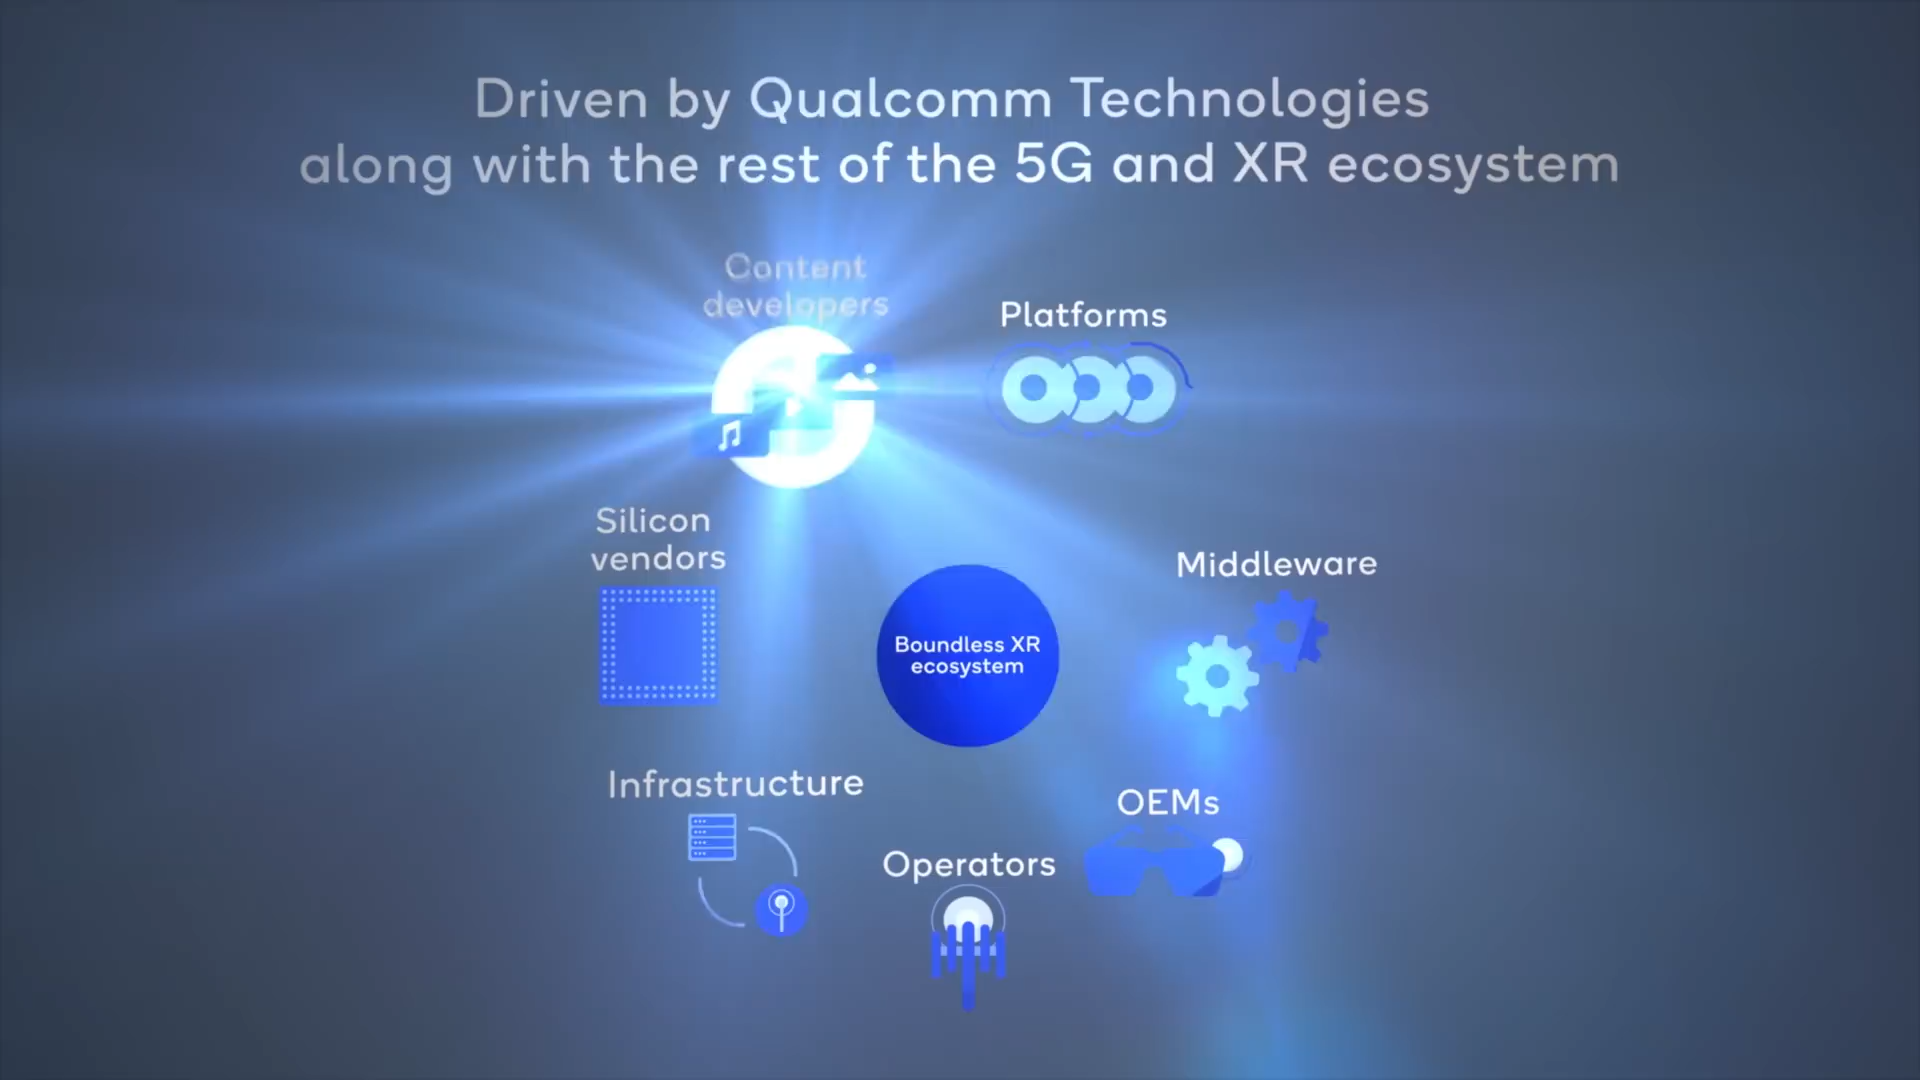 Driven by Qualcomm Technologies
along with the rest of the 5G and XR ecosystem
Content
developers
Platforms
Silicon
vendors
Middleware
Boundless XR
ecosystem
Infrastructure
OEMs
Operators